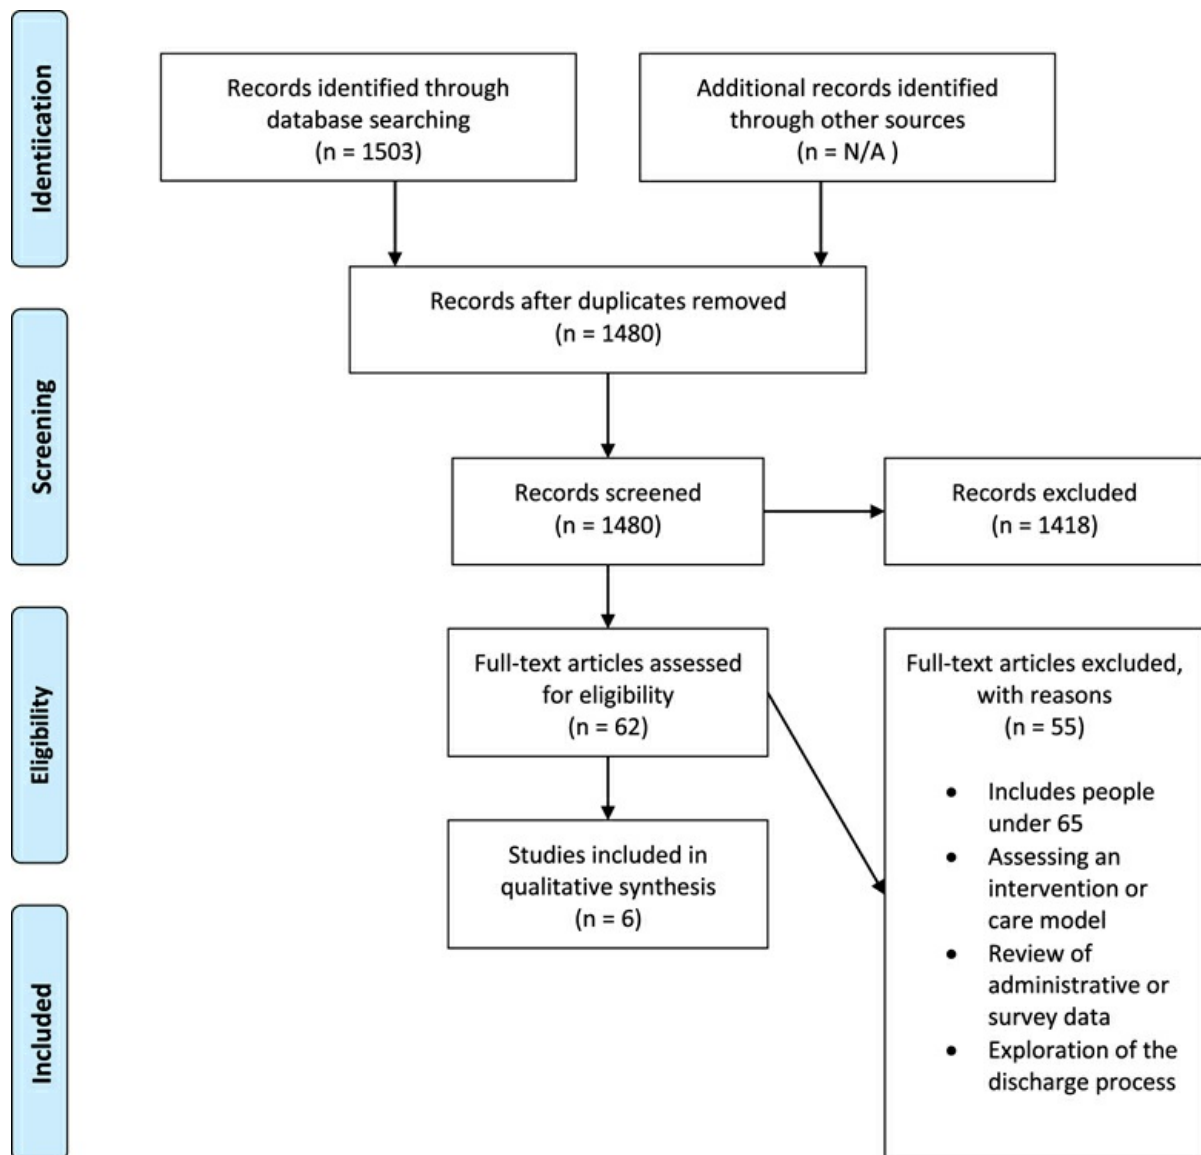 Identiication
Records identified through
database searching
(n = 1503)
Additional records identified
through other sources
(n = N/A )
Records after duplicates removed
(n = 1480)
Screening
Records screened
(n = 1480)
Records excluded
(n = 1418)
Eligibility
Full-text articles assessed
for eligibility
(n = 62)
Full-text articles excluded,
with reasons
(n = 55)
● Includes people
under 65
● Assessing an
intervention or
care model
● Review of
administrative or
survey data
● Exploration of the
discharge process
Studies included in
qualitative synthesis
(n = 6)
Included